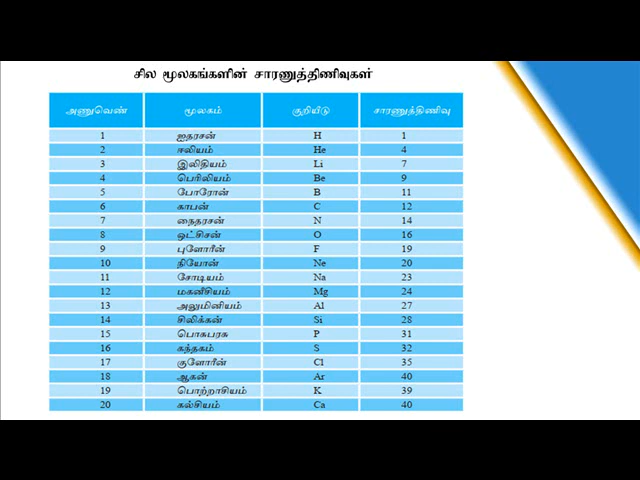 சில மூலகங்களின் சாரணுத்திணிவுகள்
அணுவெண் மூலகம் குறியீடு சாரணுத்திணிவு
1 ஐதரசன் H 1
2 ஈலியம் He 4
3 இலிதியம் Li 7
4 பெரிலியம் Be 9
5 போரோன் B 11
6 காபன் C 12
7 நைதரசன் N 14
8 ஒட்சிசன் O 16
9 புளோரீன் F 19
10 நியோன் Ne 20
11 சோடியம் Na 23
12 மகனீசியம் Mg 24
13 அலுமினியம் Al 27
14 சிலிக்கன் Si 28
15 பொசுபரசு P 31
16 கந்தகம் S 32
17 குளோரீன் Cl 35
18 ஆகன் Ar 40
19 பொற்றாசியம் K 39
20 கல்சியம் Ca 40